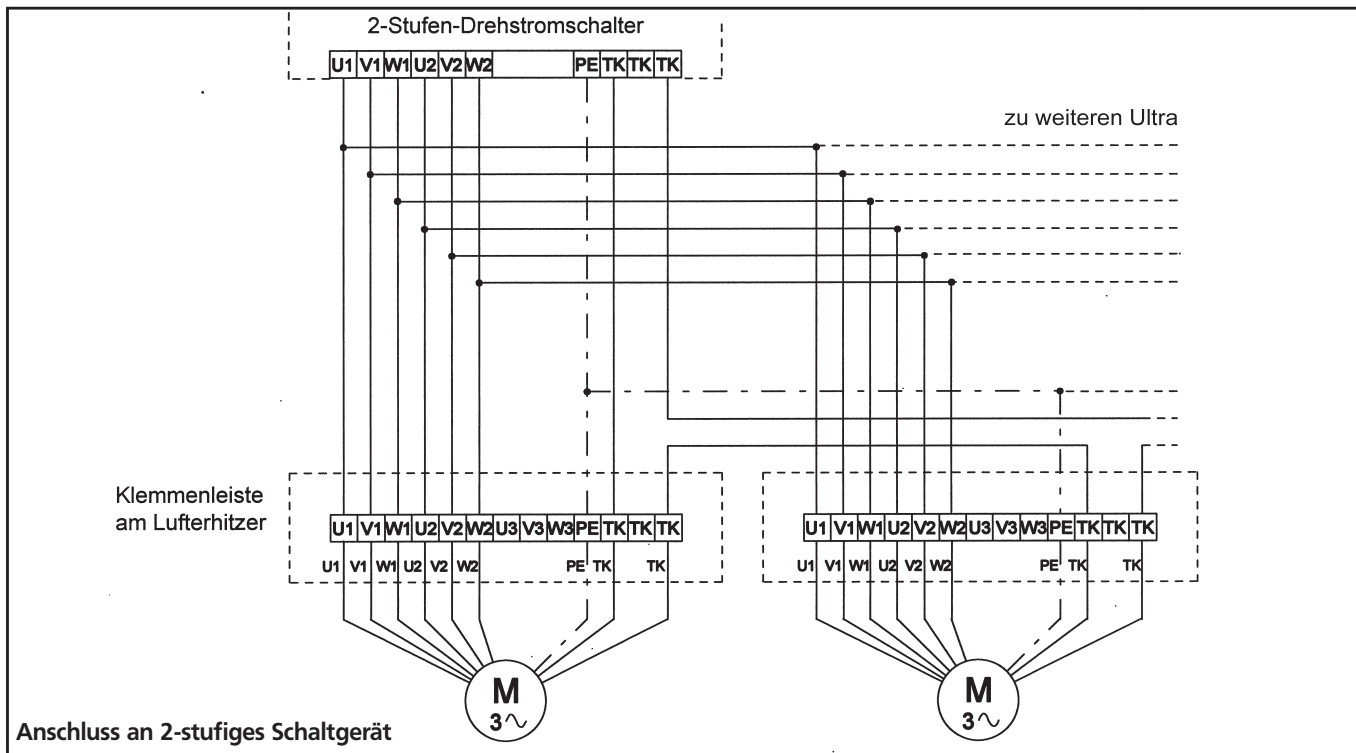 2-Stufen-Drehstromschalter
U1 V1 W1 U2 V2 W2 PE TK TK TK
zu weiteren Ultra
Klemmenleiste
am Lufterhitzer
U1 V1 W1 U2 V2 W2 U3 V3 W3 PE TK TK TK
U1 V1 W1 U2 V2 W2 PE TK TK
M
3
U1 V1 W1 U2 V2 W2 U3 V3 W3 PE TK TK TK
U1 V1 W1 U2 V2 W2 PE TK TK
M
3
Anschluss an 2-stufiges Schaltgerät